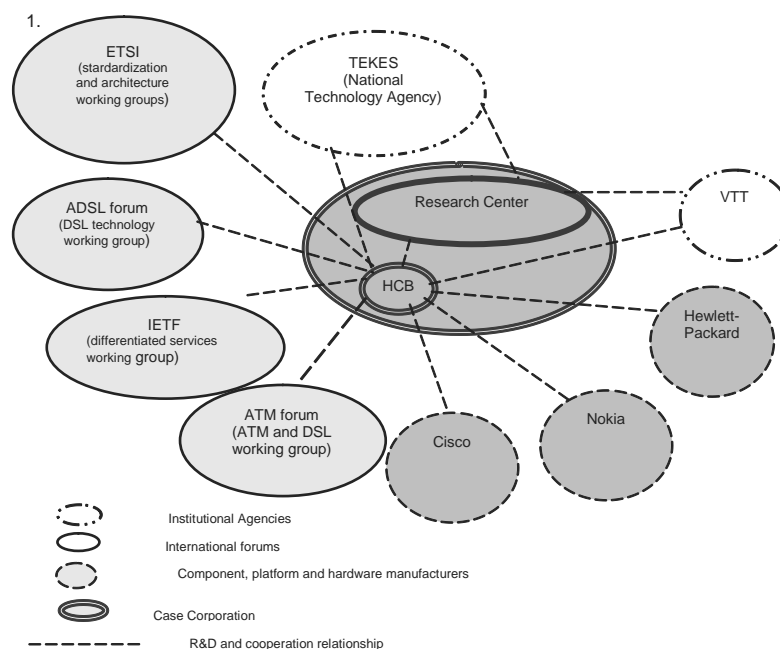 1.
ETSI
(stardardization
and architecture
working groups)
TEKES
(National
Technology Agency)
ADSL forum
(DSL technology
working group)
Research Center
VTT
HCB
IETF
(differentiated services
working group)
Hewlett-
Packard
ATM forum
(ATM and DSL
working group)
Cisco
Nokia
Institutional Agencies
International forums
Component, platform and hardware manufacturers
Case Corporation
R&D and cooperation relationship